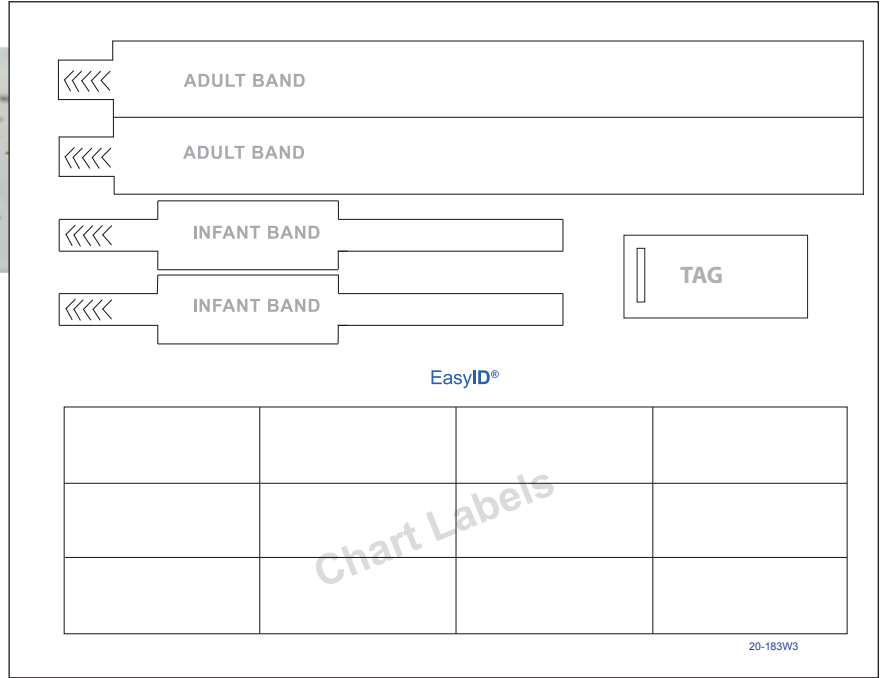 ADULT BAND
ADULT BAND
INFANT BAND
TAG
INFANT BAND
EasyID®
Chart Labels
20-183W3